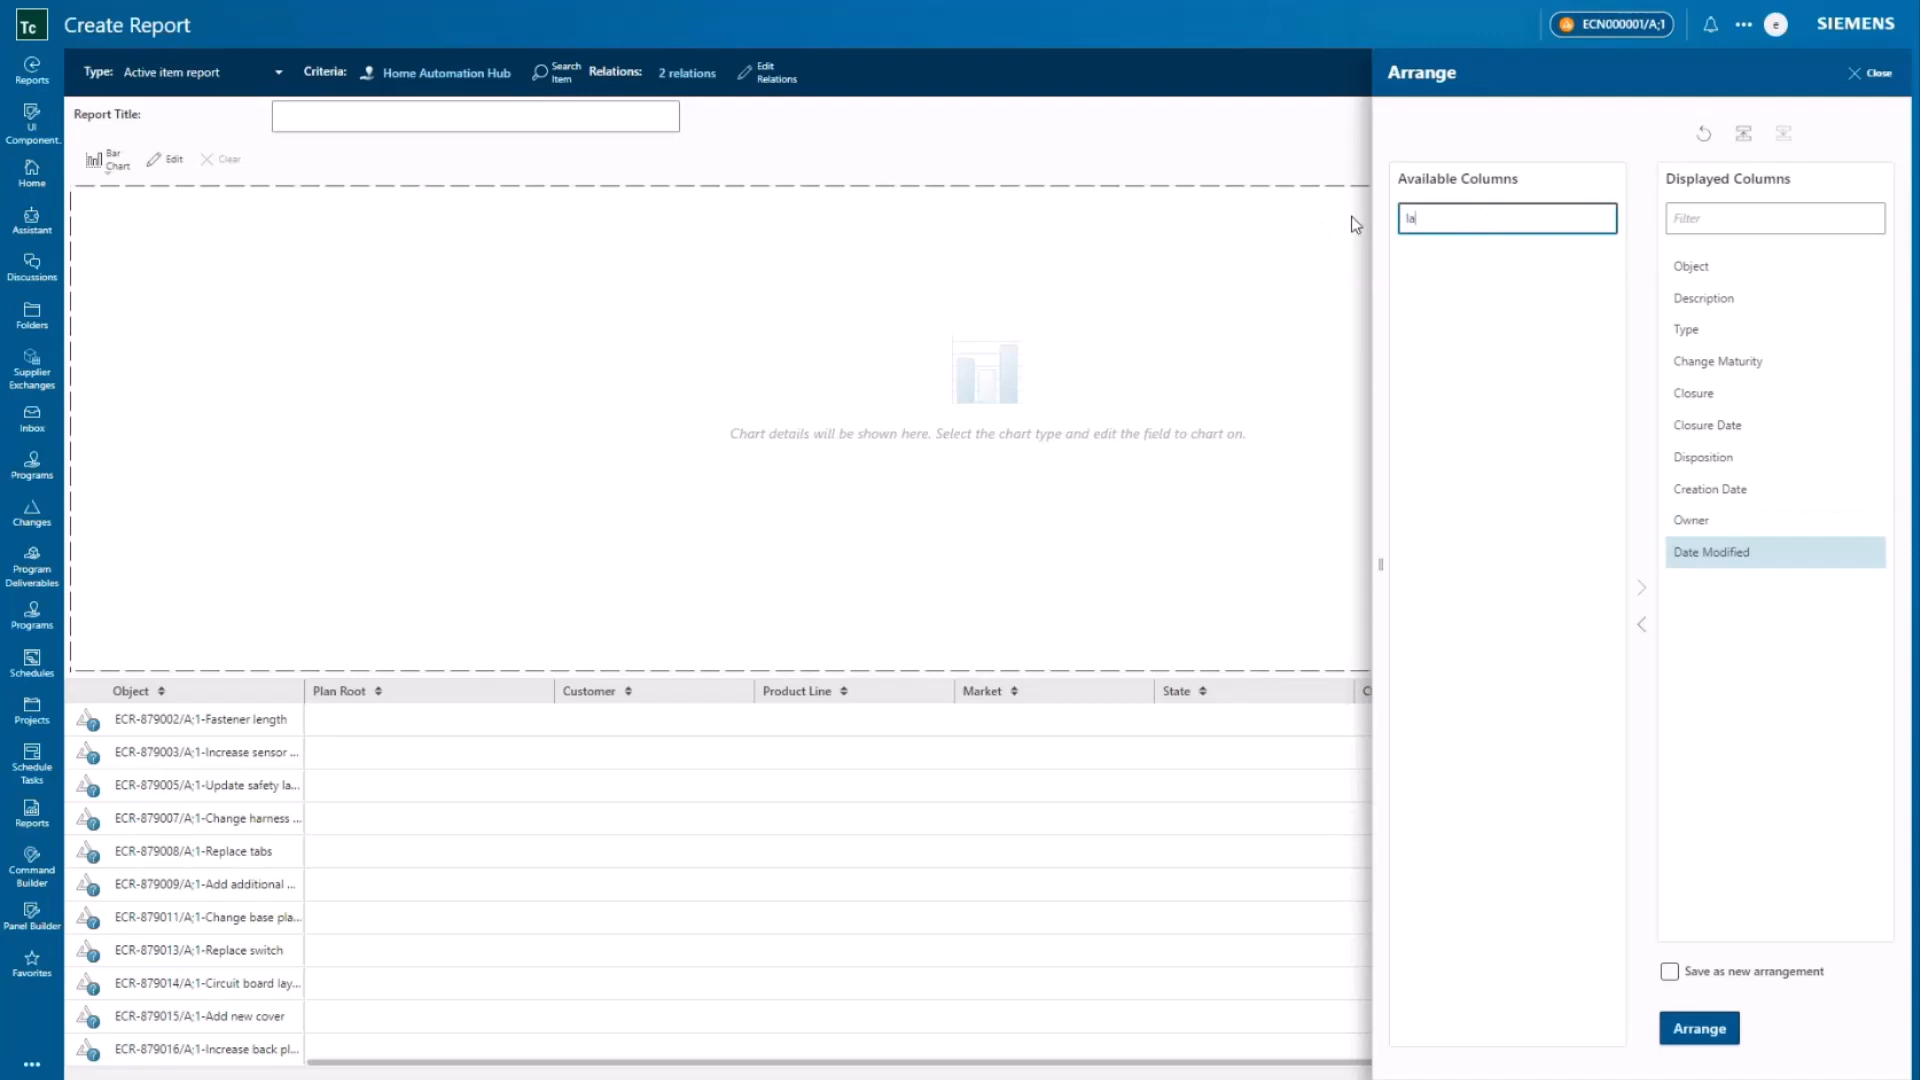 Tc
Create Report
ECN000001/A;1
e
SIEMENS
Reports
UI
Component.
Home
Assistant
Discussions
Folders
Supplier
Exchanges
Inbox
Programs
Changes
Program
Deliverables
Programs
Schedules
Projects
Schedule
Tasks
Reports
Command
Builder
Panel Builder
Favorites
Type: Active item report
Criteria: Home Automation Hub
Search
Item
Relations: 2 relations
Edit
Relations
Report Title:
Bar
Chart
Edit
Clear
Chart details will be shown here. Select the chart type and edit the field to chart on.
Object Plan Root Customer Product Line Market State C
ECR-879002/A;1-Fastener length
ECR-879003/A;1-Increase sensor ...
ECR-879005/A;1-Update safety la...
ECR-879007/A;1-Change harness ...
ECR-879008/A;1-Replace tabs
ECR-879009/A;1-Add additional ...
ECR-879011/A;1-Change base pla...
ECR-879013/A;1-Replace switch
ECR-879014/A;1-Circuit board lay...
ECR-879015/A;1-Add new cover
ECR-879016/A;1-Increase back pl...
Arrange
Close
Available Columns
la
Displayed Columns
Filter
Object
Description
Type
Change Maturity
Closure
Closure Date
Disposition
Creation Date
Owner
Date Modified
Save as new arrangement
Arrange